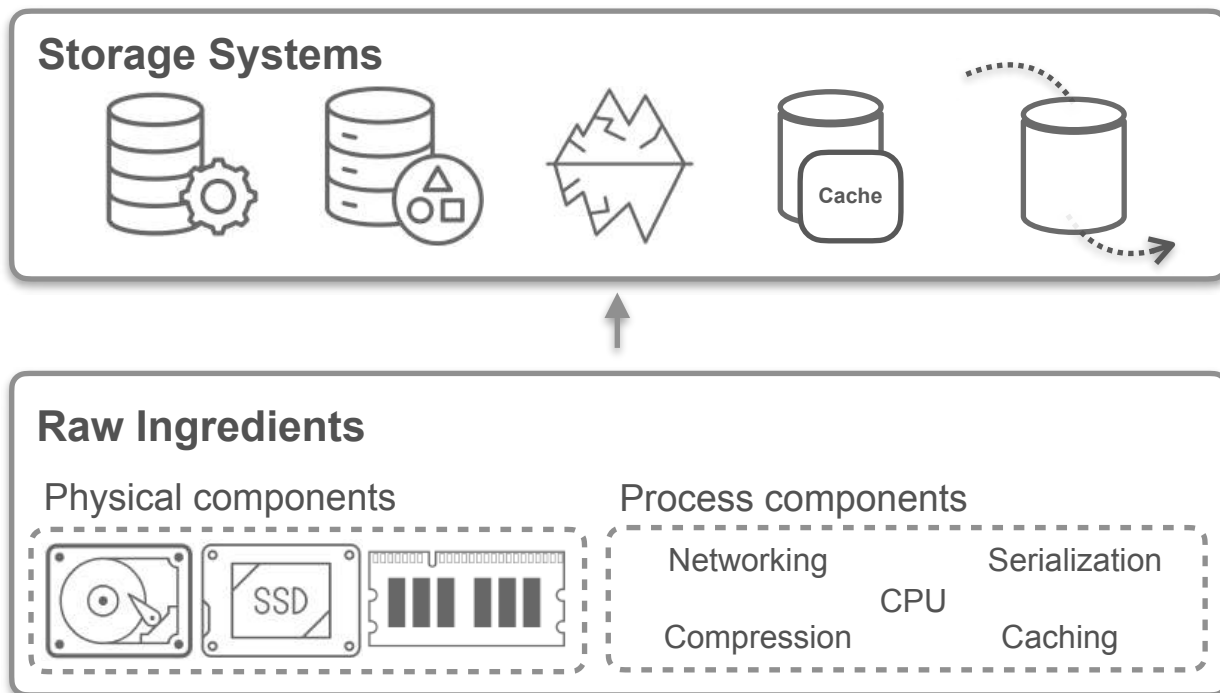 Storage Systems
Cache
Raw Ingredients
Physical components
Process components
SSD
Networking
Serialization
CPU
Compression
Caching